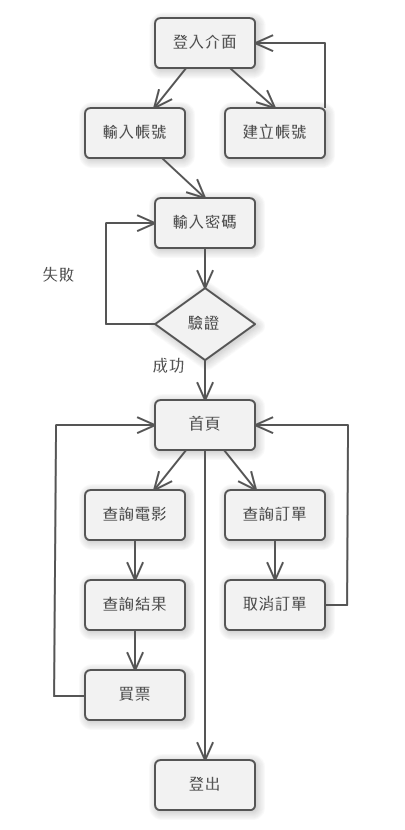 登入介面
輸入帳號
建立帳號
輸入密碼
失敗
驗證
成功
首頁
查詢電影
查詢訂單
查詢結果
取消訂單
買票
登出